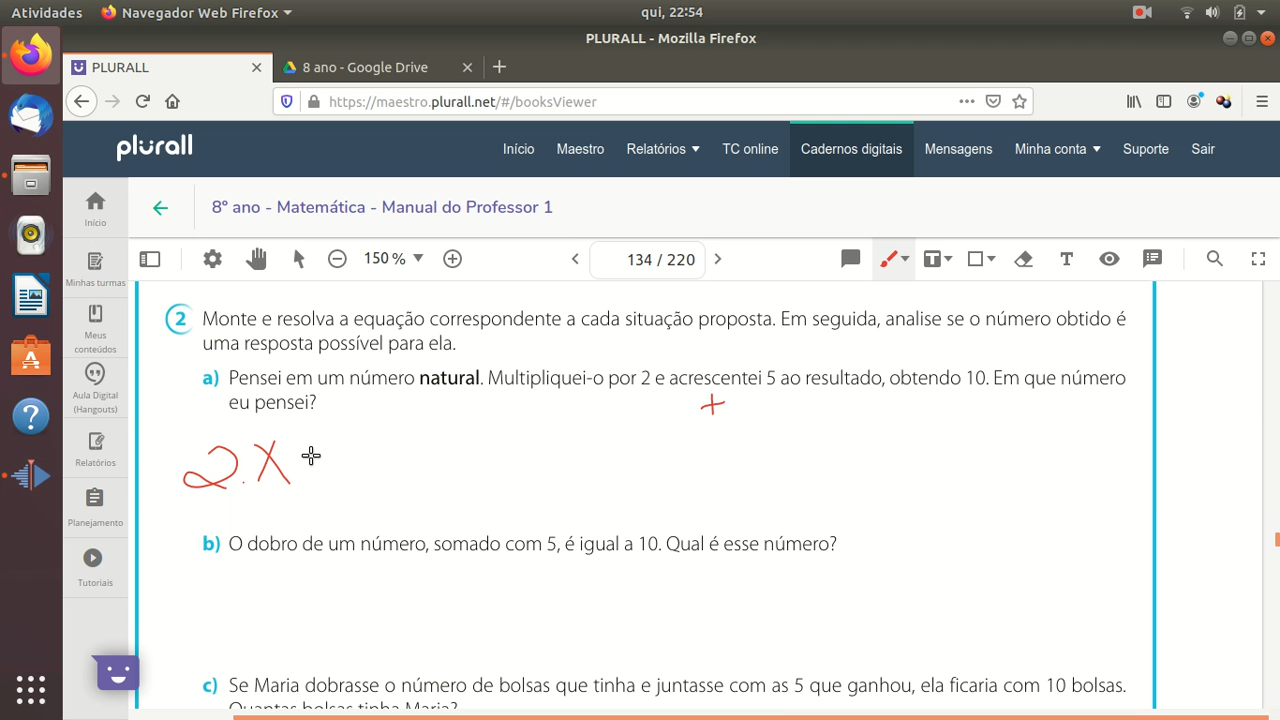 Atividades
Navegador Web Firefox
qui, 22:54
PLURALL - Mozilla Firefox
PLURALL
8 ano - Google Drive
https://maestro.plurall.net/#/booksViewer
plurall
Início
Maestro
Relatórios
TC online
Cadernos digitais
Mensagens
Minha conta
Suporte
Sair
8º ano - Matemática - Manual do Professor 1
150 %
134 / 220
Início
Minhas turmas
Meus
conteúdos
Aula Digital
(Hangouts)
Relatórios
Planejamento
Tutoriais
2 Monte e resolva a equação correspondente a cada situação proposta. Em seguida, analise se o número obtido é
uma resposta possível para ela.
a) Pensei em um número natural. Multipliquei-o por 2 e acrescentei 5 ao resultado, obtendo 10. Em que número
eu pensei?
+
2.X
b) O dobro de um número, somado com 5, é igual a 10. Qual é esse número?
c) Se Maria dobrasse o número de bolsas que tinha e juntasse com as 5 que ganhou, ela ficaria com 10 bolsas.
Quantas bolsas tinha Maria?